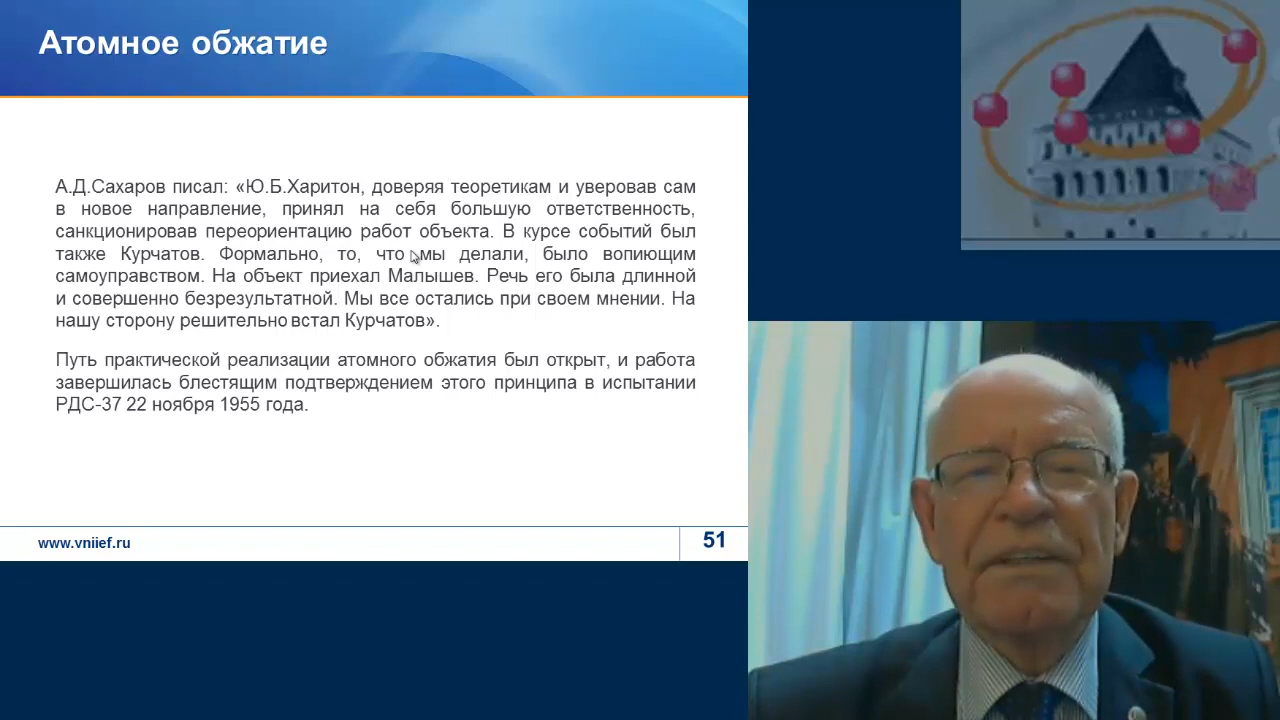 Атомное обжатие
А.Д.Сахаров писал: «Ю.Б.Харитон, доверяя теоретикам и уверовав сам
в новое направление, принял на себя большую ответственность,
санкционировав переориентацию работ объекта. В курсе событий был
также Курчатов. Формально, то, что мы делали, было вопиющим
самоуправством. На объект приехал Малышев. Речь его была длинной
и совершенно безрезультатной. Мы все остались при своем мнении. На
нашу сторону решительно встал Курчатов».
Путь практической реализации атомного обжатия был открыт, и работа
завершилась блестящим подтверждением этого принципа в испытании
РДС-37 22 ноября 1955 года.
www.vniief.ru
51